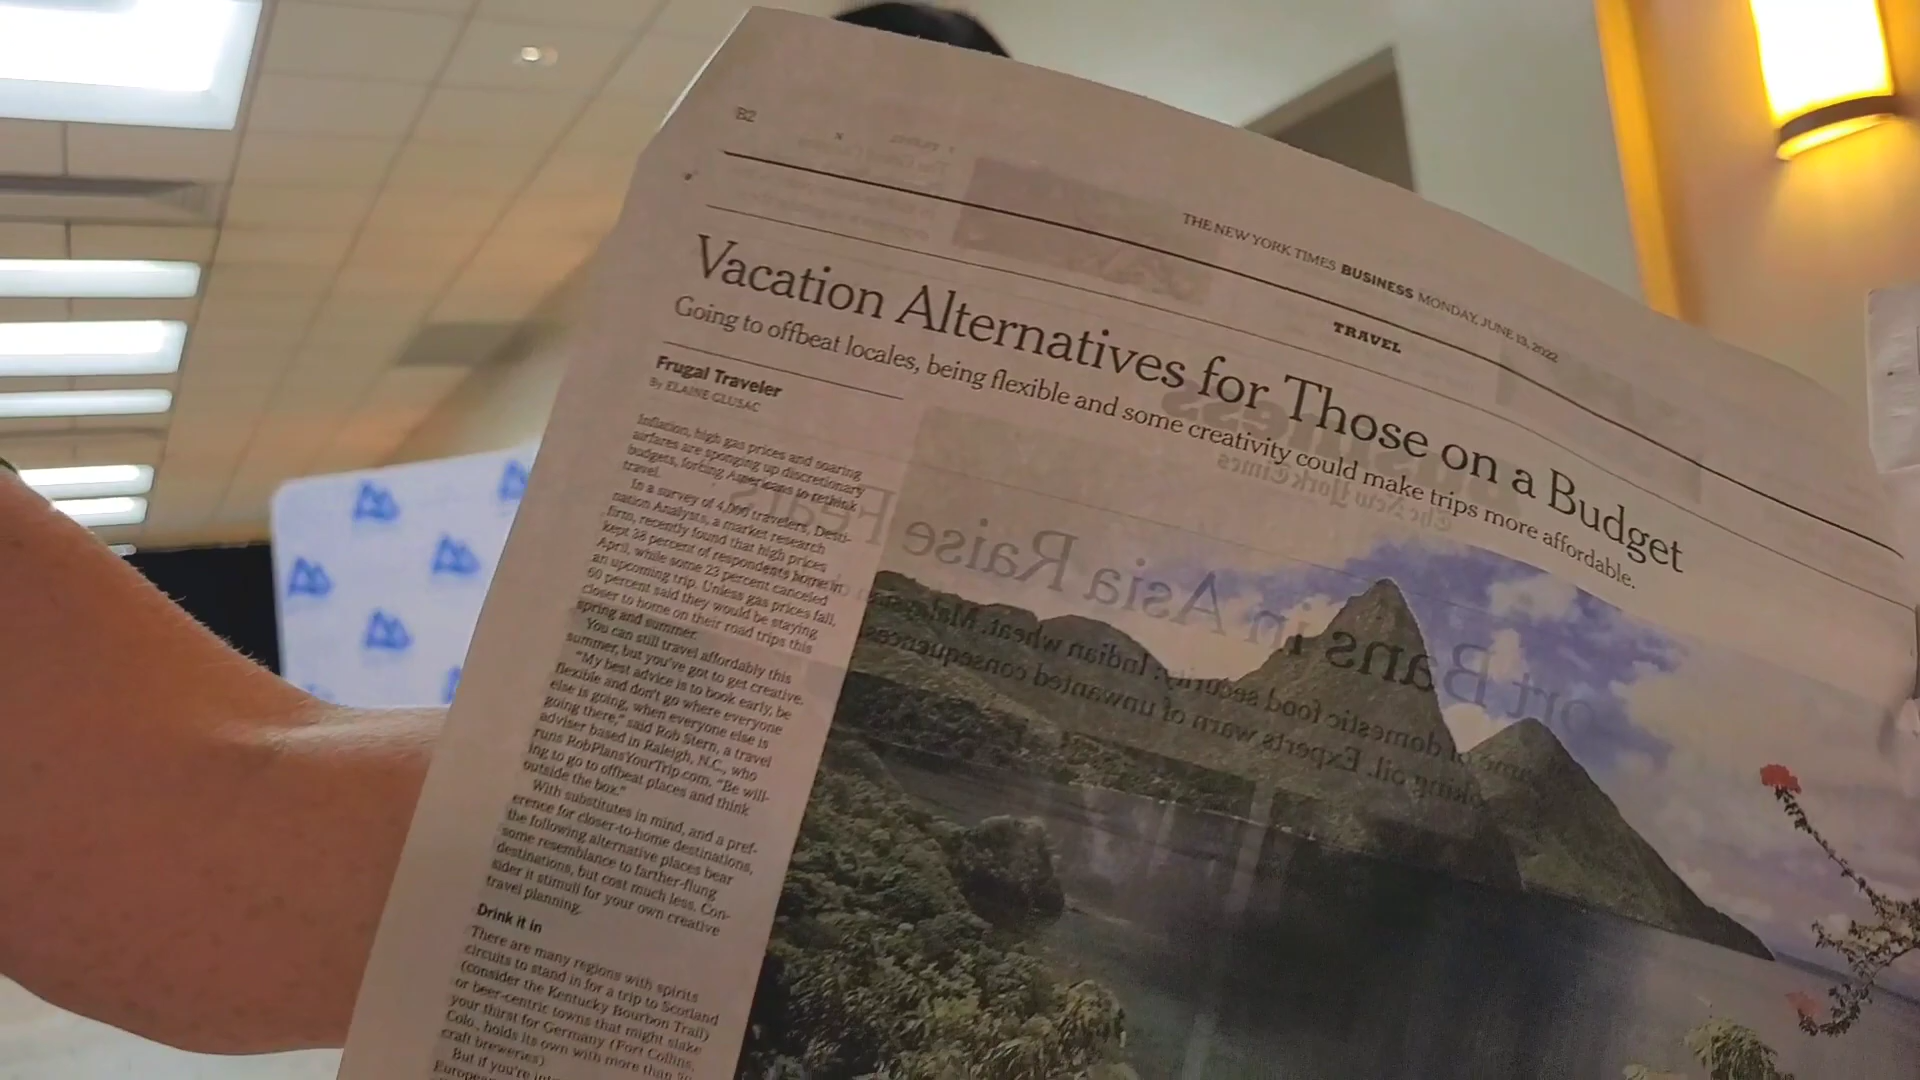 B2
THE NEW YORK TIMES BUSINESS MONDAY, JUNE 13, 2022
TRAVEL
Vacation Alternatives for Those on a Budget
Going to offbeat locales, being flexible and some creativity could make trips more affordable.
Frugal Traveler
By ELAINE GLUSAC
Inflation, high gas prices and soaring
airfares are sponging up discretionary
budgets, forcing Americans to rethink
travel.
In a survey of 4,000 travelers, Desti-
nation Analysts, a market research
firm, recently found that high prices
kept 38 percent of respondents home in
April, while some 23 percent canceled
an upcoming trip. Unless gas prices fall,
60 percent said they would be staying
closer to home on their road trips this
spring and summer.
You can still travel affordably this
summer, but you've got to get creative.
"My best advice is to book early, be
flexible and don't go where everyone
else is going, when everyone else is
going there," said Rob Stern, a travel
adviser based in Raleigh, N.C., who
runs RobPlansYourTrip.com. "Be will-
ing to go to offbeat places and think
outside the box."
With substitutes in mind, and a pref-
erence for closer-to-home destinations,
the following alternative places bear
some resemblance to farther-flung
destinations, but cost much less. Con-
sider it stimuli for your own creative
travel planning.
Drink it in
There are many regions with spirits
circuits to stand in for a trip to Scotland
(consider the Kentucky Bourbon Trail)
or beer-centric towns that might slake
your thirst for Germany (Fort Collins,
Colo., holds its own with more than 20
craft breweries).
But if you're